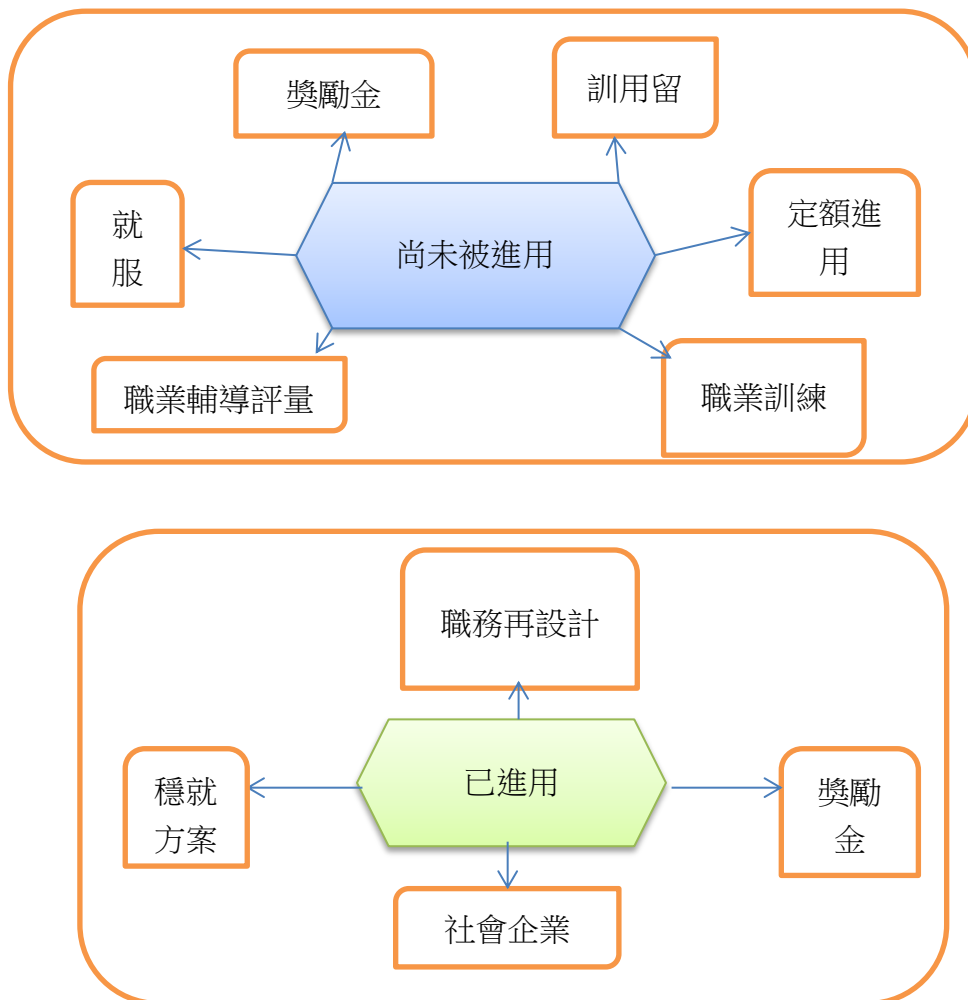 獎勵金
訓用留
就
服
尚未被進用
定額進
用
職業輔導評量
職業訓練
職務再設計
穩就
方案
已進用
獎勵
金
社會企業